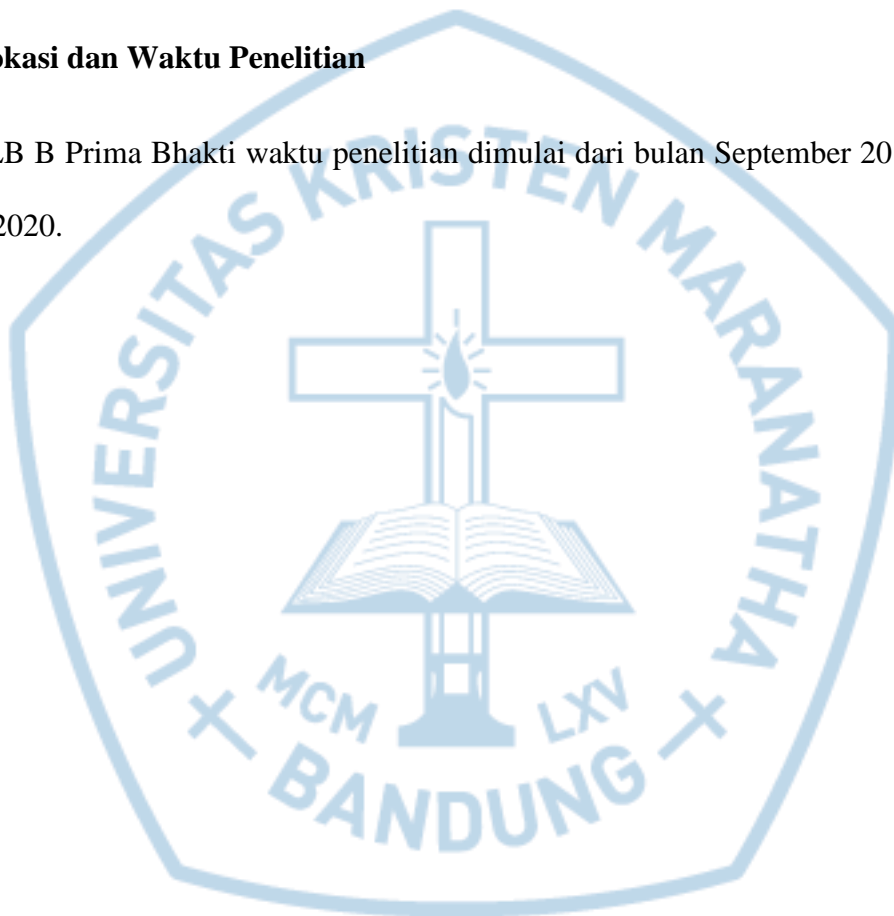 okasi dan Waktu Penelitian
LB B Prima Bhakti waktu penelitian dimulai dari bulan September 20
2020.
UNIVERSITAS KRISTEN MARANATHA
MCM LXV
BANDUNG